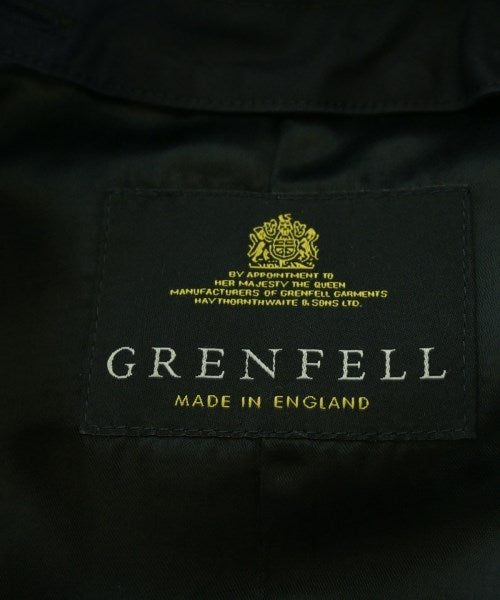 BY APPOINTMENT TO
HER MAJESTY THE QUEEN
MANUFACTURERS OF GRENFELL GARMENTS
HAYTHORNTHWAITE & SONS LTD.
GRENFELL
MADE IN ENGLAND